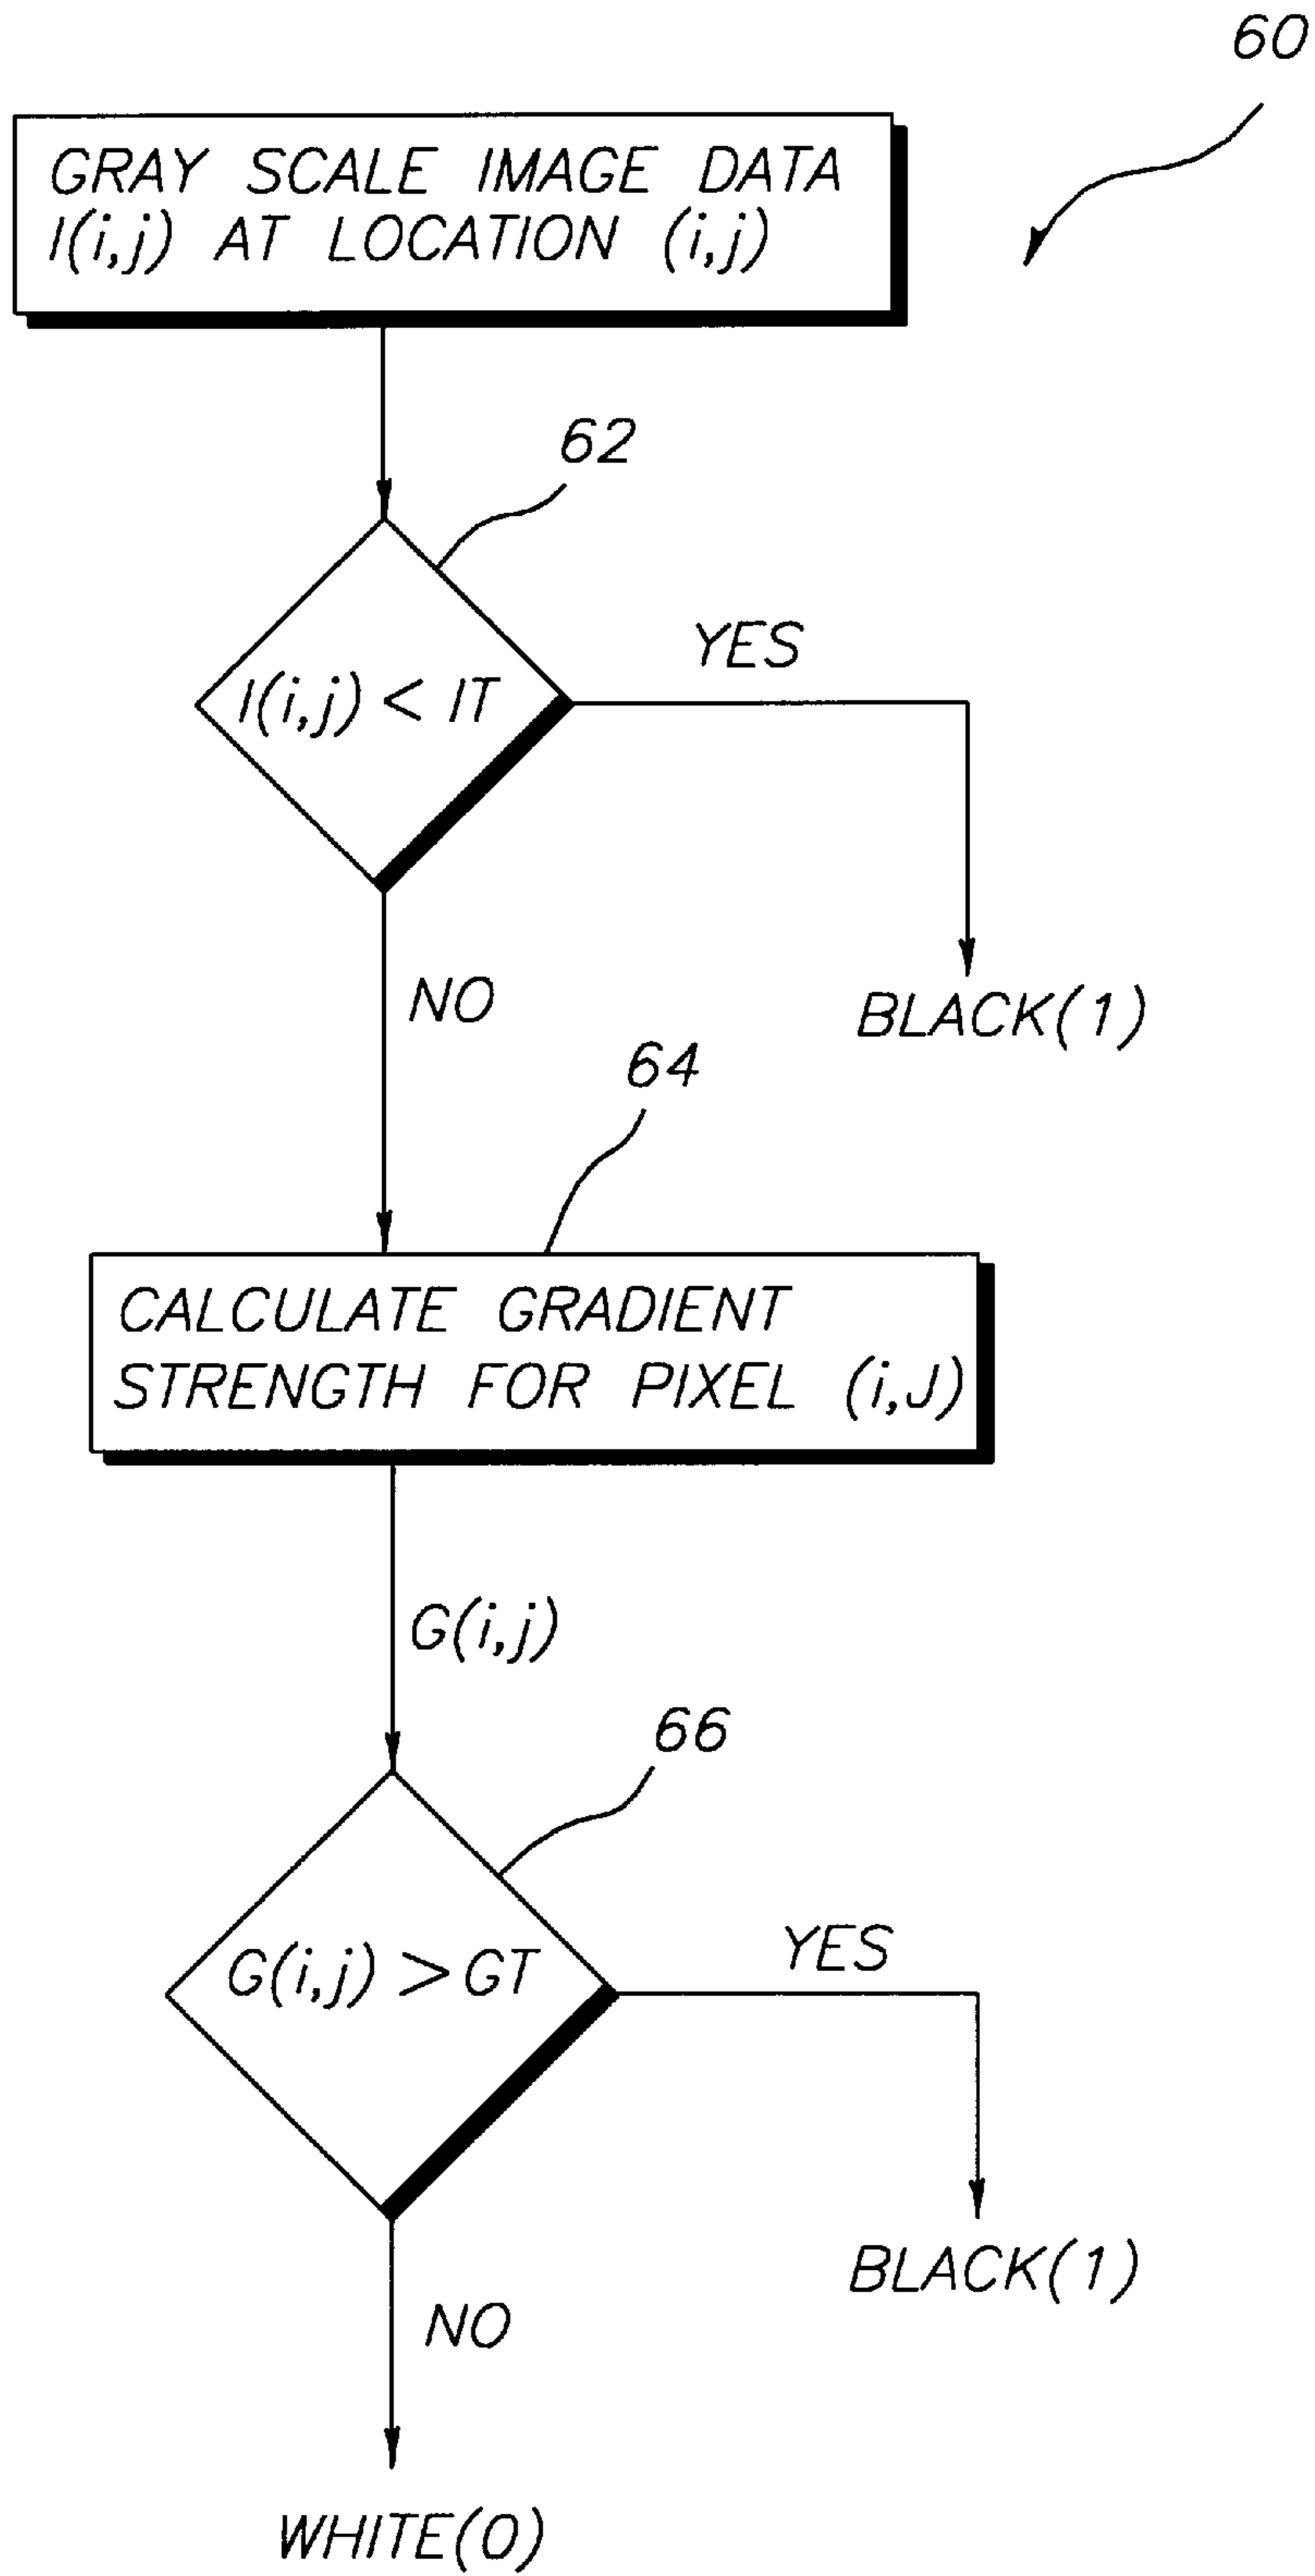 60
GRAY SCALE IMAGE DATA
I(i,j) AT LOCATION (i,j)
62
I(i,j) < IT
YES
NO
BLACK(1)
64
CALCULATE GRADIENT
STRENGTH FOR PIXEL (i,J)
G(i,j)
66
G(i,j) > GT
YES
BLACK(1)
NO
WHITE(0)